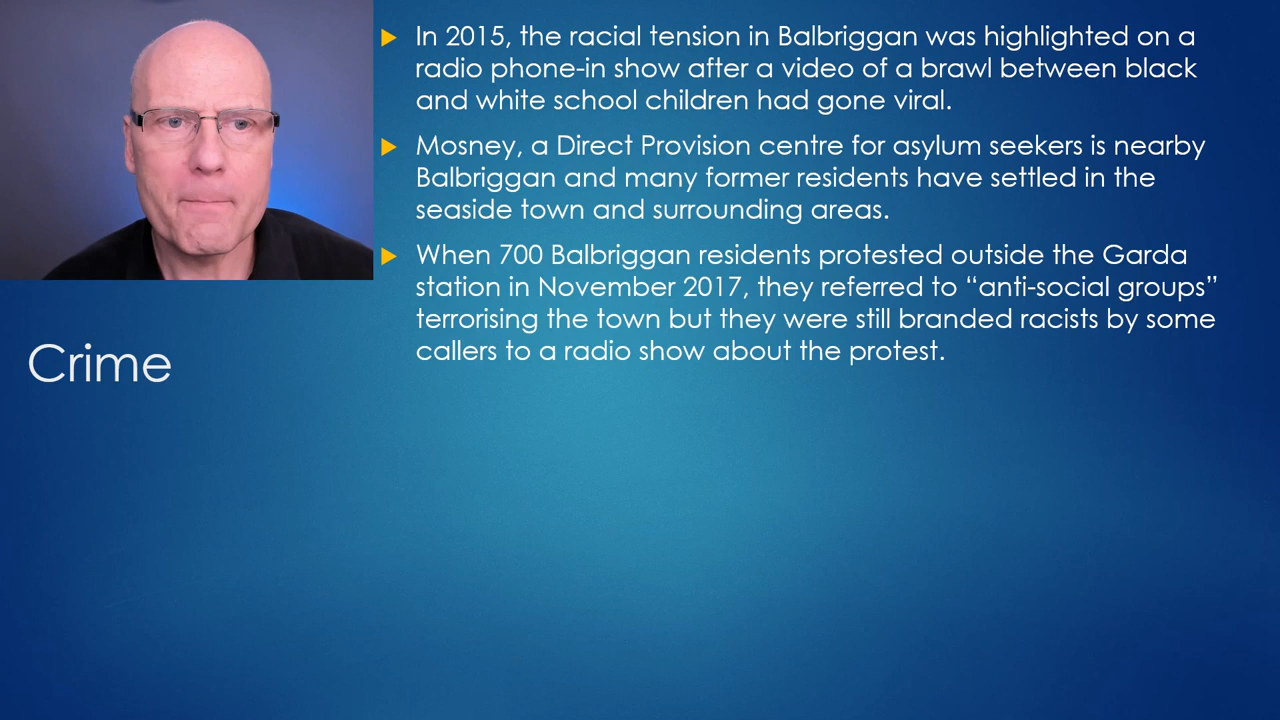 In 2015, the racial tension in Balbriggan was highlighted on a
radio phone-in show after a video of a brawl between black
and white school children had gone viral.
Mosney, a Direct Provision centre for asylum seekers is nearby
Balbriggan and many former residents have settled in the
seaside town and surrounding areas.
When 700 Balbriggan residents protested outside the Garda
station in November 2017, they referred to “anti-social groups”
terrorising the town but they were still branded racists by some
callers to a radio show about the protest.
Crime